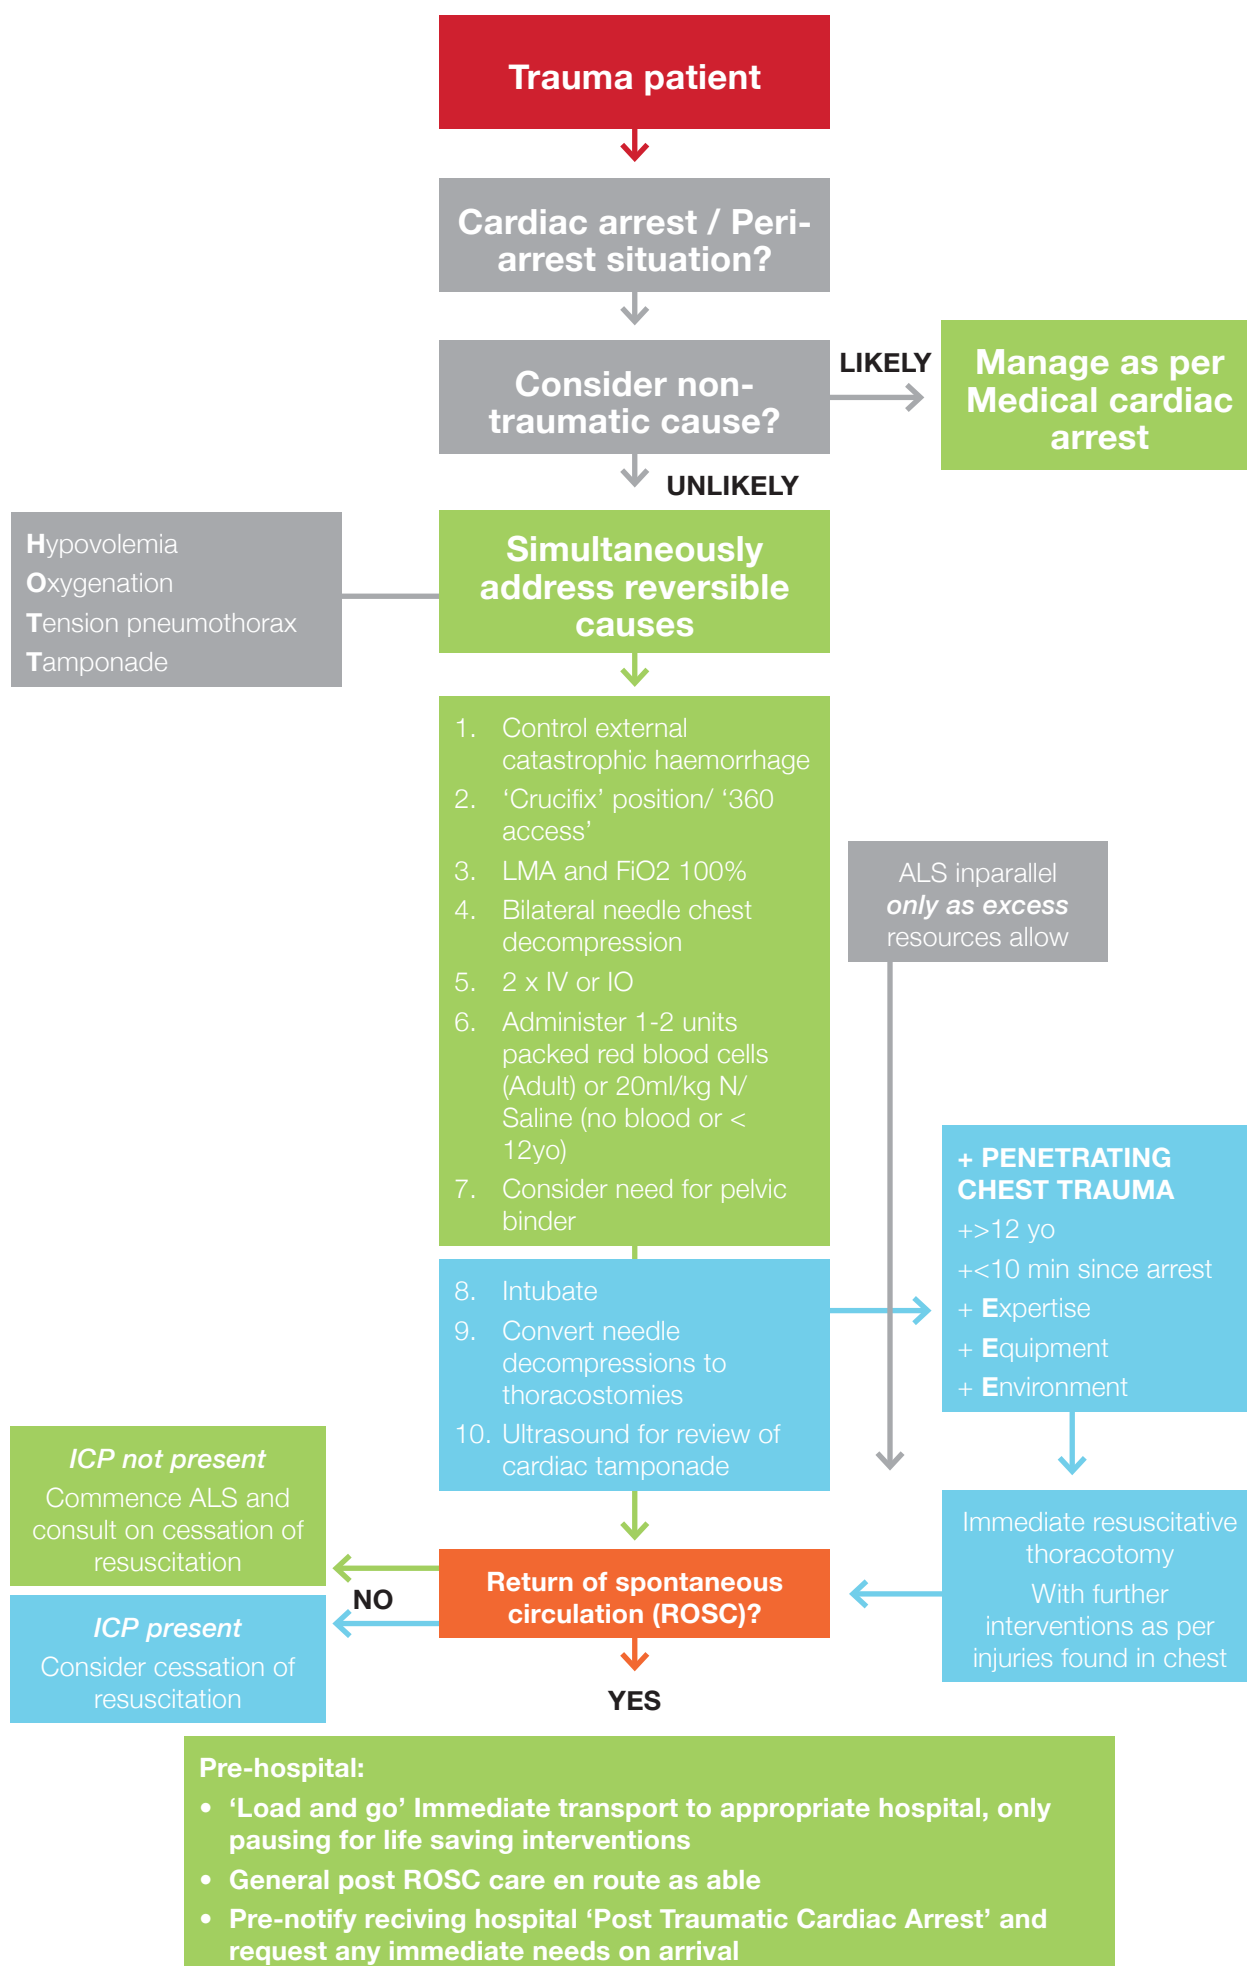 Trauma patient
Cardiac arrest / Peri-
arrest situation?
Consider non-
traumatic cause?
LIKELY
Manage as per
Medical cardiac
arrest
UNLIKELY
Hypovolemia
Oxygenation
Tension pneumothorax
Tamponade
Simultaneously
address reversible
causes
1. Control external
catastrophic haemorrhage
2. ‘Crucifix’ position/ ‘360
access’
3. LMA and FiO2 100%
4. Bilateral needle chest
decompression
5. 2 x IV or IO
6. Administer 1-2 units
packed red blood cells
(Adult) or 20ml/kg N/
Saline (no blood or <
12yo)
7. Consider need for pelvic
binder
ALS inparallel
only as excess
resources allow
8. Intubate
9. Convert needle
decompressions to
thoracostomies
10. Ultrasound for review of
cardiac tamponade
+ PENETRATING
CHEST TRAUMA
+>12 yo
+<10 min since arrest
+ Expertise
+ Equipment
+ Environment
Immediate resuscitative
thoracotomy
With further
interventions as per
injuries found in chest
Return of spontaneous
circulation (ROSC)?
NO
ICP not present
Commence ALS and
consult on cessation of
resuscitation
ICP present
Consider cessation of
resuscitation
YES
Pre-hospital:
• ‘Load and go’ Immediate transport to appropriate hospital, only
pausing for life saving interventions
• General post ROSC care en route as able
• Pre-notify reciving hospital ‘Post Traumatic Cardiac Arrest’ and
request any immediate needs on arrival